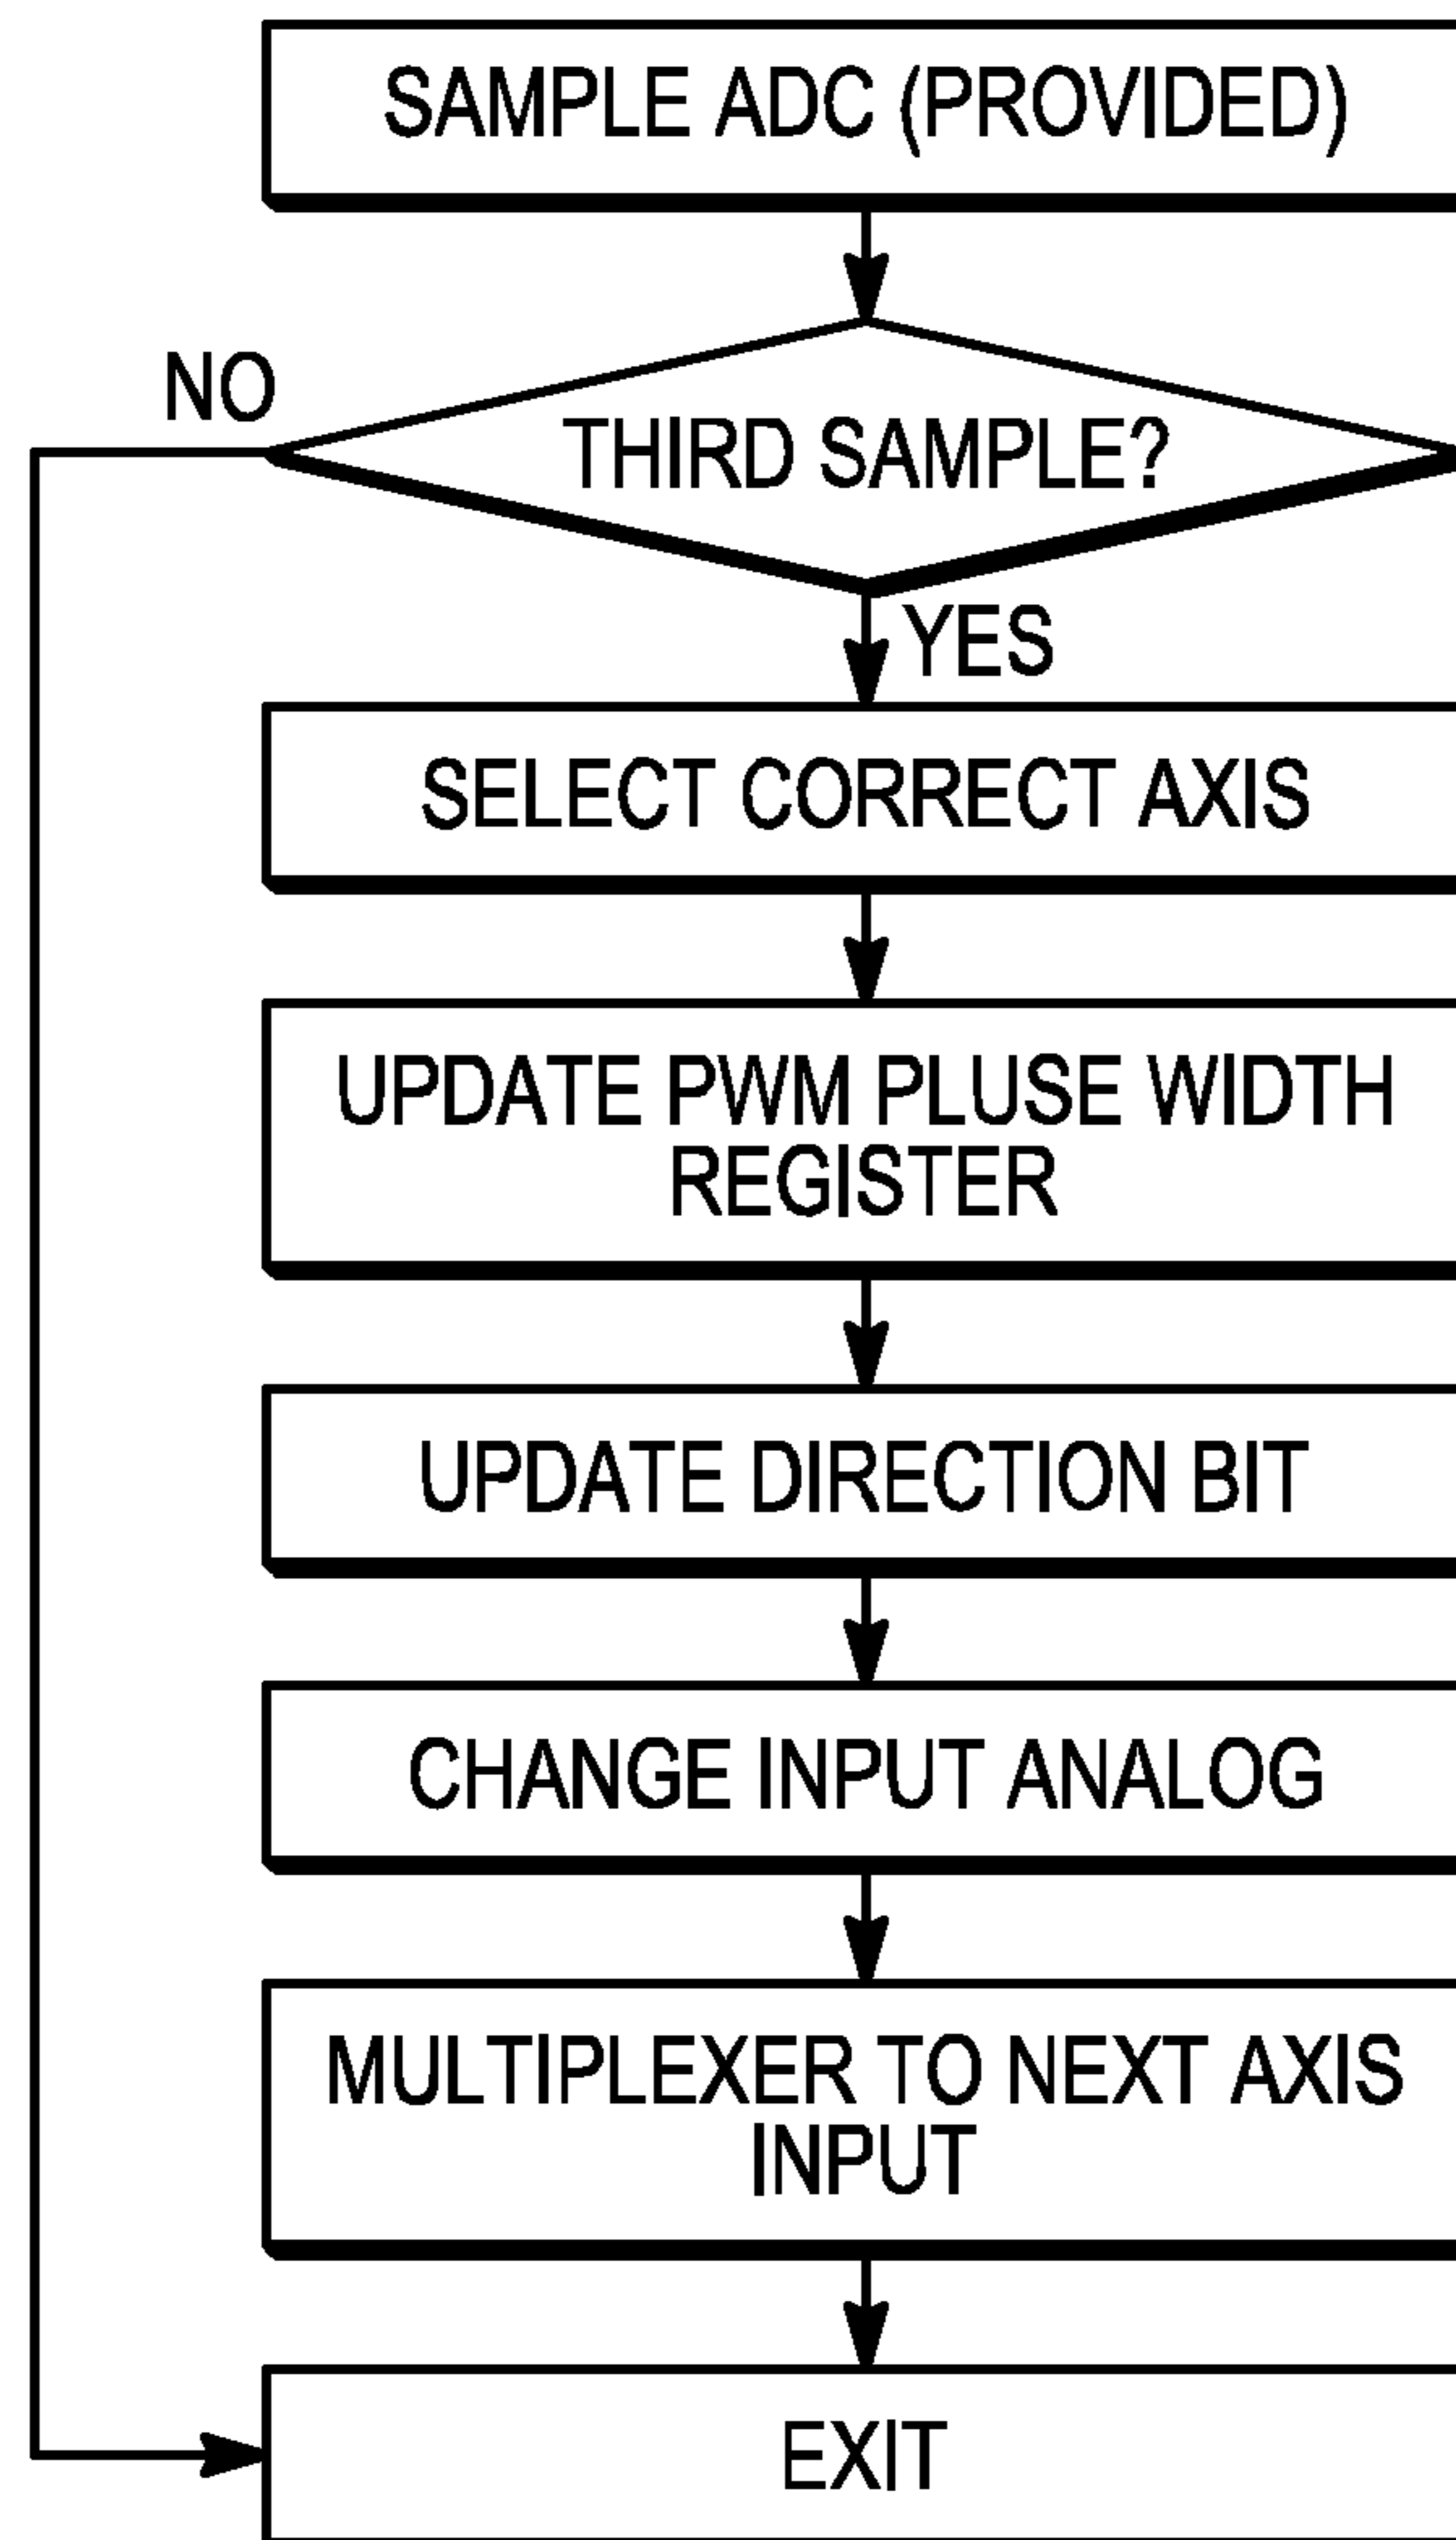 SAMPLE ADC (PROVIDED)
NO
THIRD SAMPLE?
YES
SELECT CORRECT AXIS
UPDATE PWM PLUSE WIDTH
REGISTER
UPDATE DIRECTION BIT
CHANGE INPUT ANALOG
MULTIPLEXER TO NEXT AXIS
INPUT
EXIT